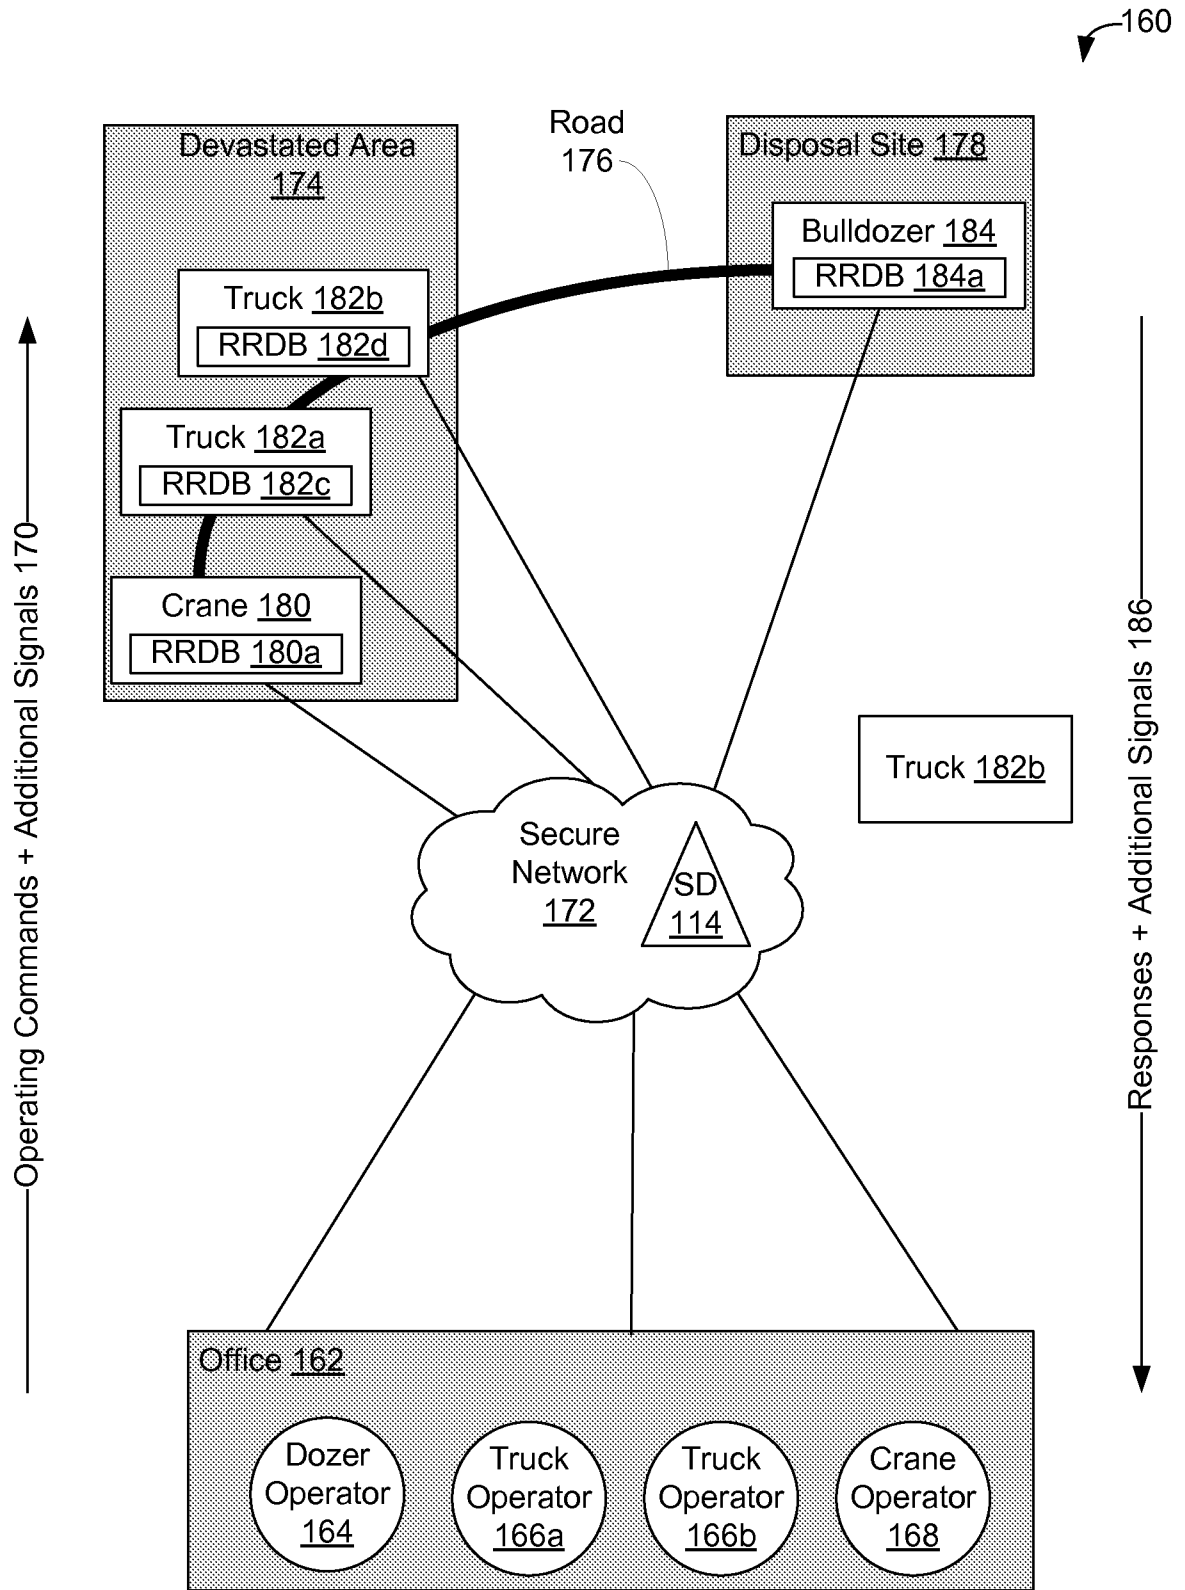 160
Devastated Area
174
Road
176
Disposal Site 178
Bulldozer 184
RRDB 184a
Truck 182b
RRDB 182d
Truck 182a
RRDB 182c
Crane 180
RRDB 180a
Operating Commands + Additional Signals 170
Responses + Additional Signals 186
Truck 182b
Secure
Network
172
SD
114
Office 162
Dozer
Operator
164
Truck
Operator
166a
Truck
Operator
166b
Crane
Operator
168